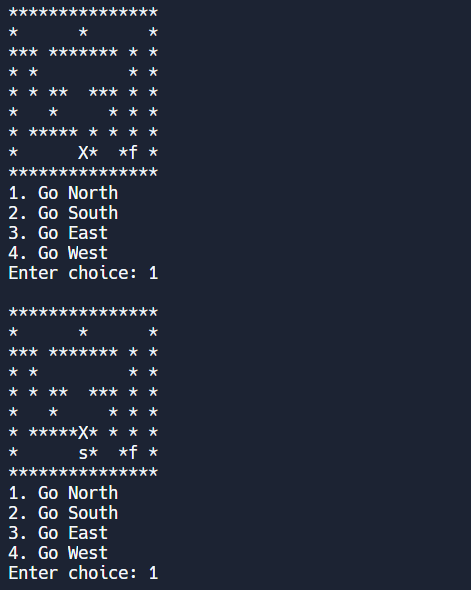 ***************
*      *      *
*** ******* * *
* *         * *
* * **  *** * *
*   *     * * *
* ***** * * * *
*      X*  *f *
***************
1. Go North
2. Go South
3. Go East
4. Go West
Enter choice: 1

***************
*      *      *
*** ******* * *
* *         * *
* * **  *** * *
*   *     * * *
* *****X* * * *
*      s*  *f *
***************
1. Go North
2. Go South
3. Go East
4. Go West
Enter choice: 1